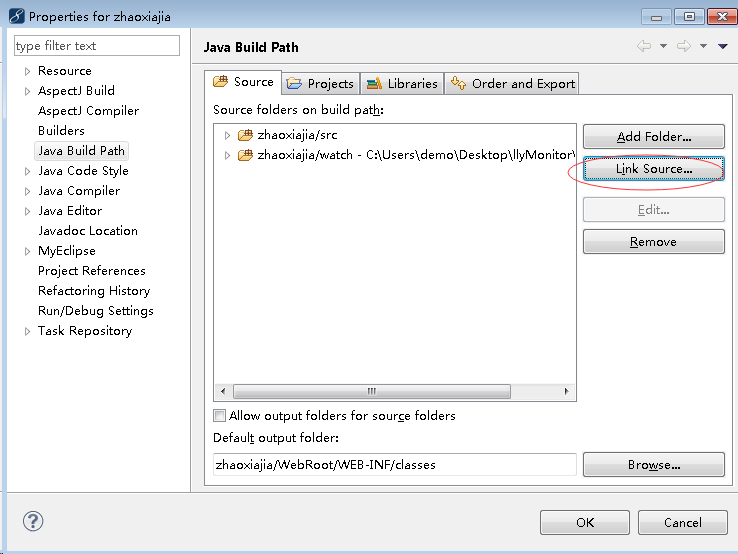 Properties for zhaoxiajia
type filter text
Resource
AspectJ Build
AspectJ Compiler
Builders
Java Build Path
Java Code Style
Java Compiler
Java Editor
Javadoc Location
MyEclipse
Project References
Refactoring History
Run/Debug Settings
Task Repository
Java Build Path
Source Projects Libraries Order and Export
Source folders on build path:
zhaoxiajia/src
zhaoxiajia/watch - C:\Users\demo\Desktop\llyMonitor\
Add Folder...
Link Source...
Edit...
Remove
Allow output folders for source folders
Default output folder:
zhaoxiajia/WebRoot/WEB-INF/classes
Browse...
OK Cancel